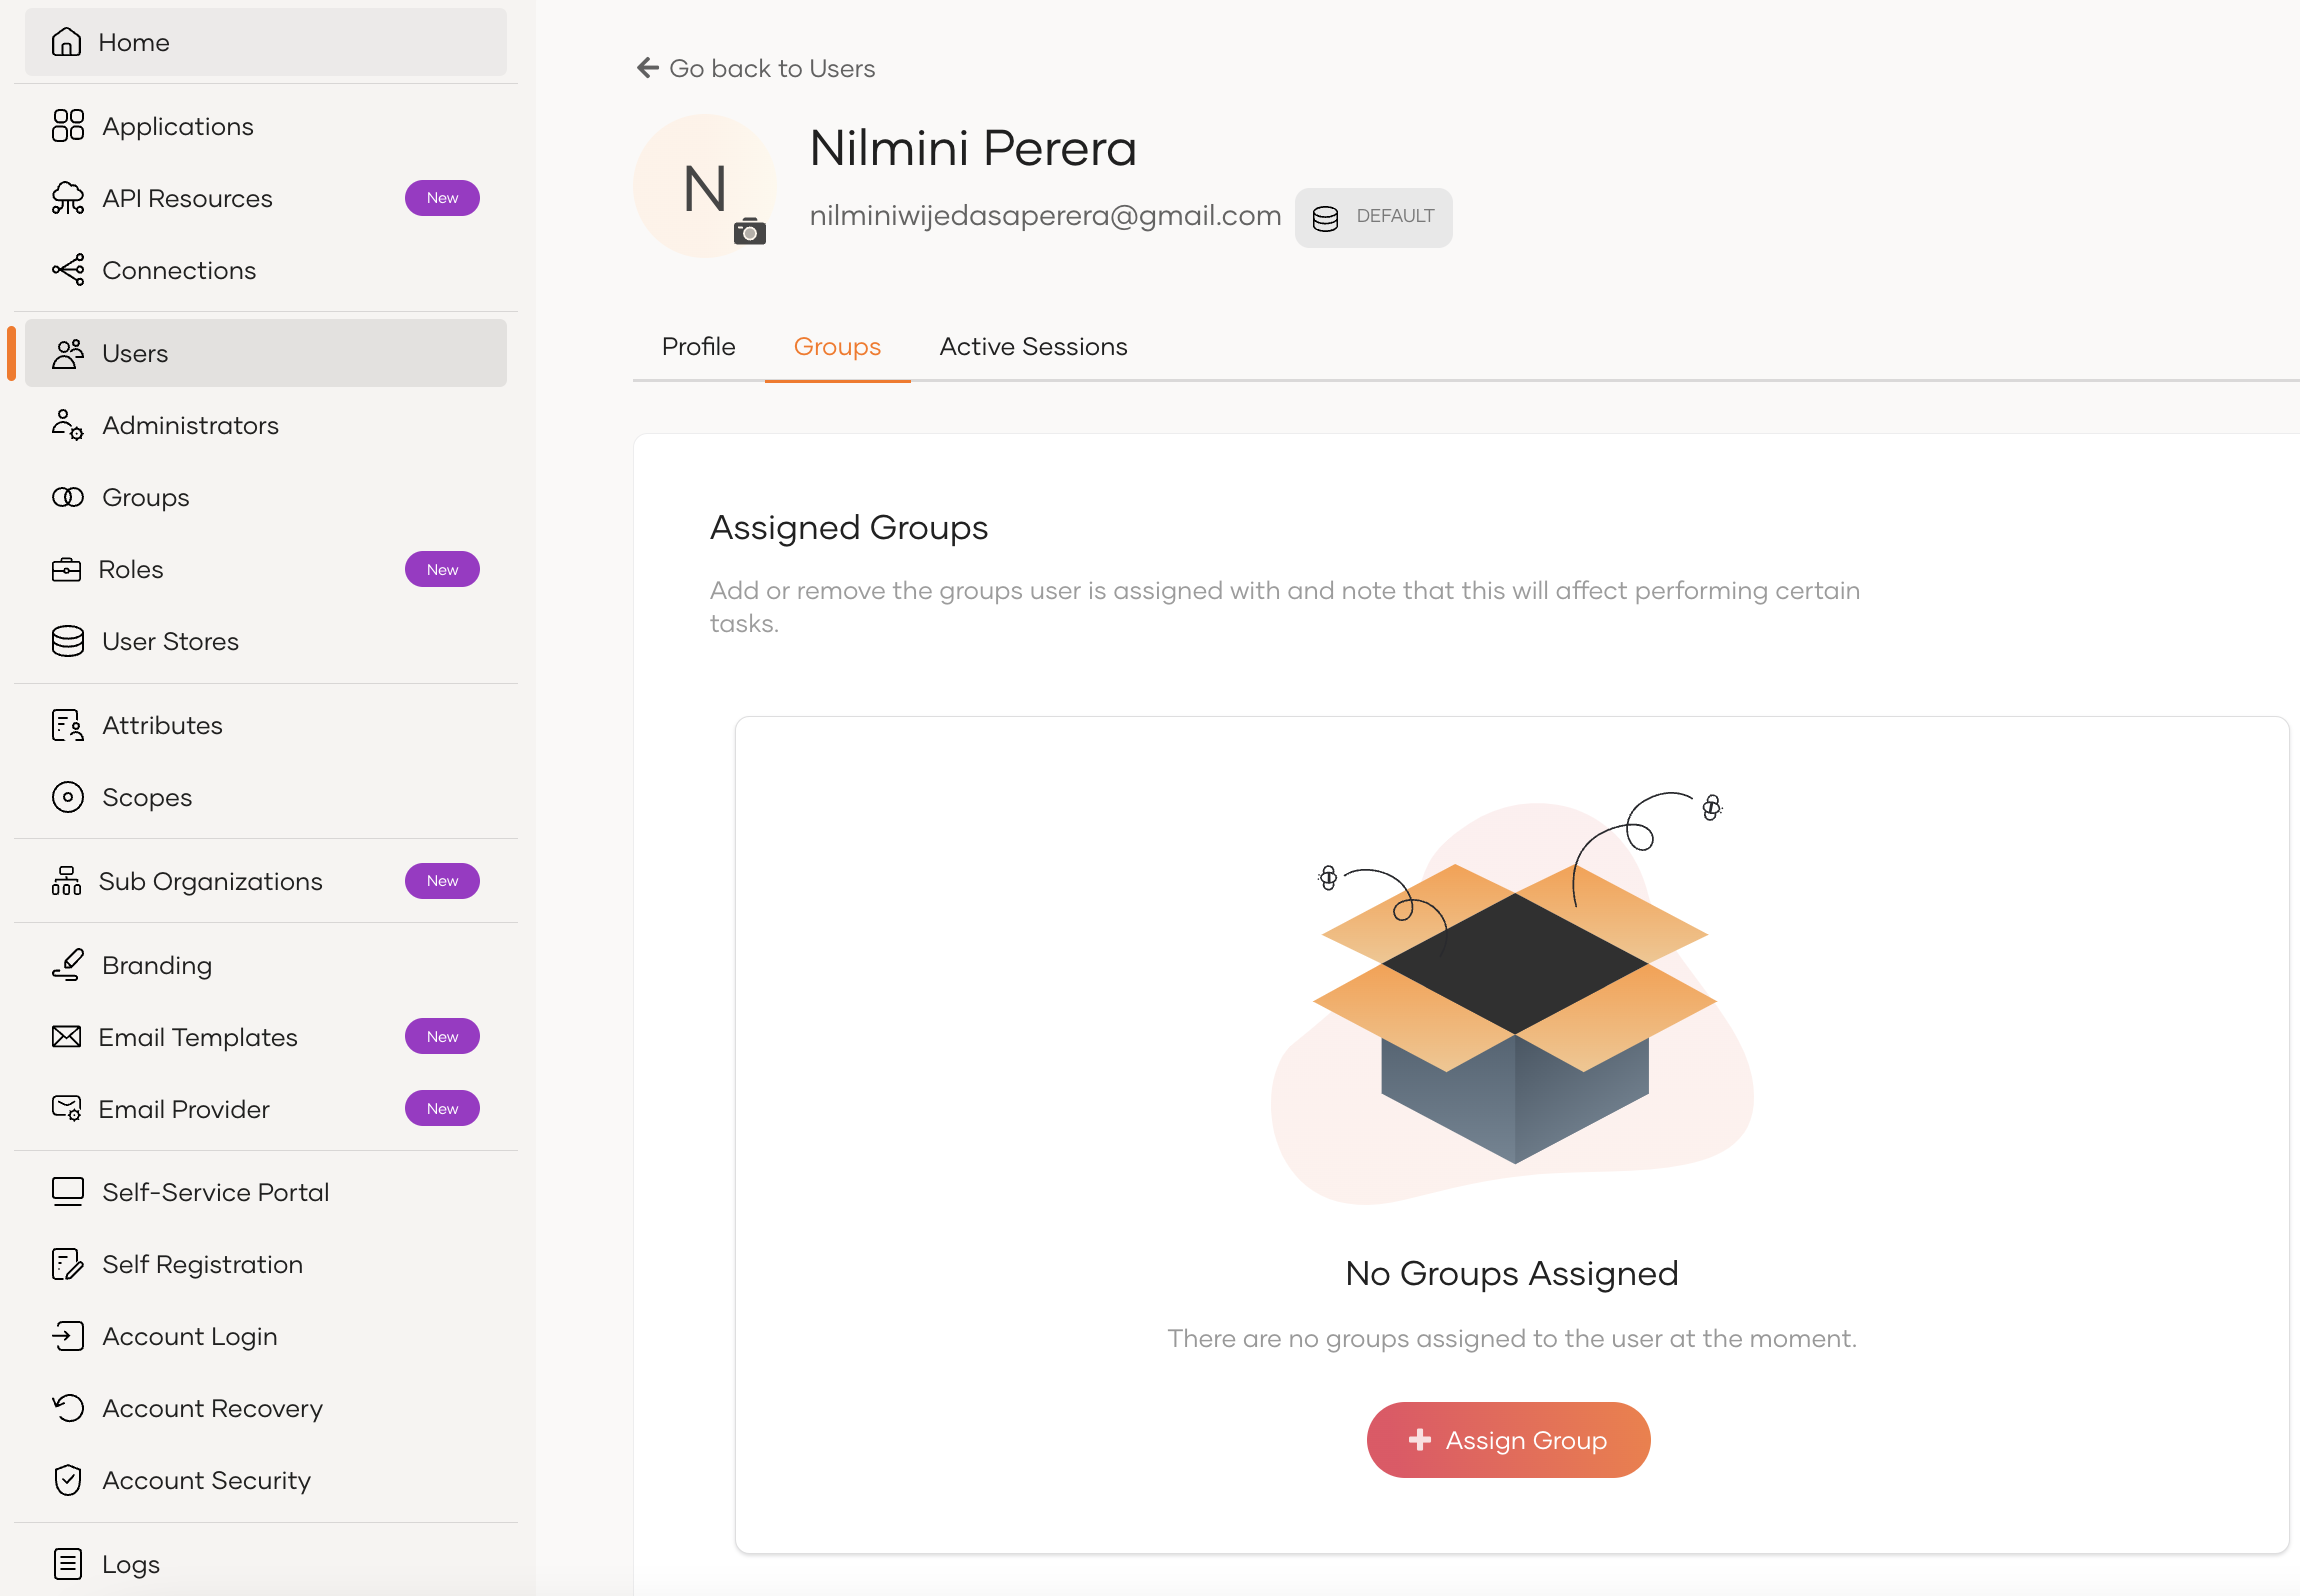 Home
Applications
API Resources New
Connections
Users
Administrators
Groups
Roles New
User Stores
Attributes
Scopes
Sub Organizations New
Branding
Email Templates New
Email Provider New
Self-Service Portal
Self Registration
Account Login
Account Recovery
Account Security
Logs
Go back to Users
N
Nilmini Perera
nilminiwijedasaperera@gmail.com DEFAULT
Profile Groups Active Sessions
Assigned Groups
Add or remove the groups user is assigned with and note that this will affect performing certain
tasks.
No Groups Assigned
There are no groups assigned to the user at the moment.
Assign Group